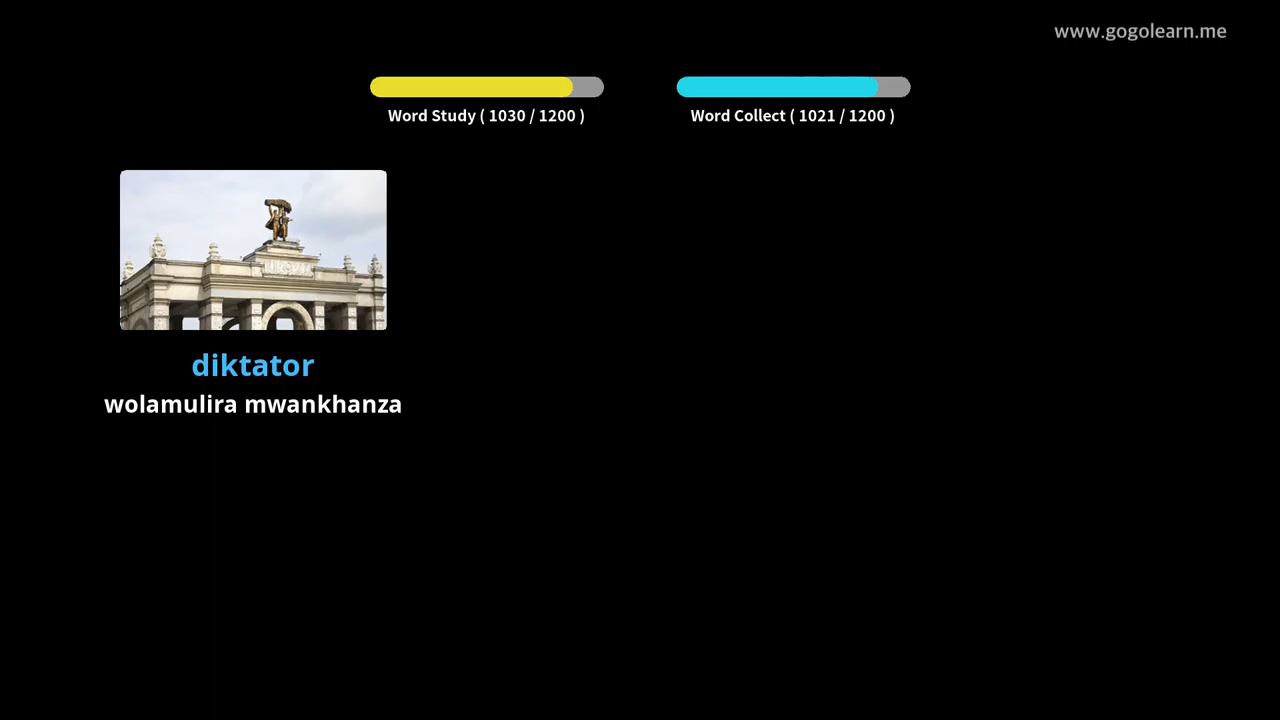 www.gogolearn.me
Word Study ( 1030 / 1200 )
Word Collect ( 1021 / 1200 )
diktator
wolamulira mwankhanza